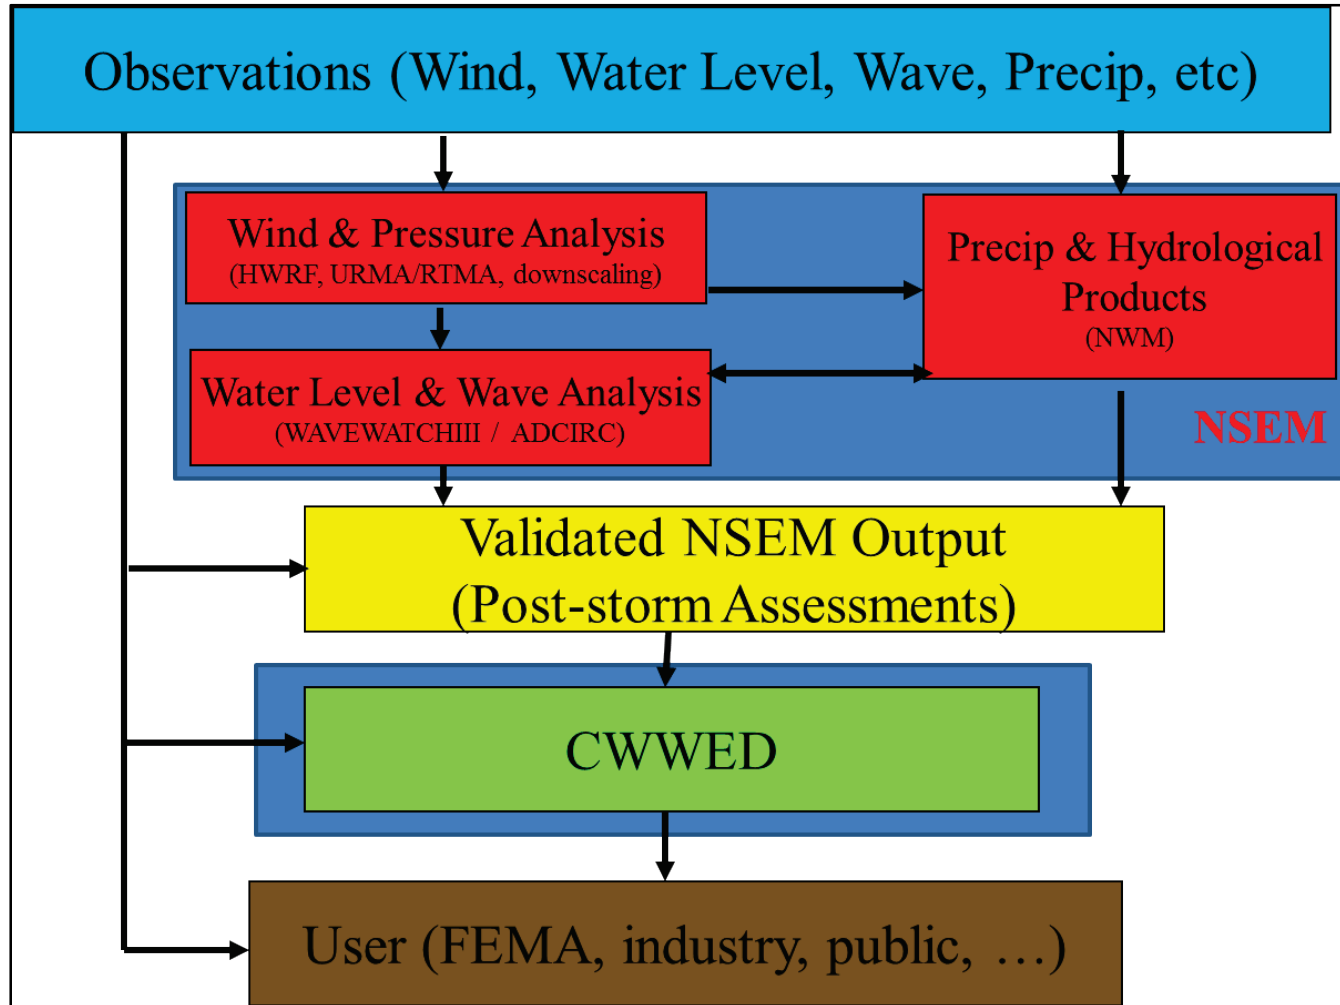 Observations (Wind, Water Level, Wave, Precip, etc)
Wind & Pressure Analysis
(HWRF, URMA/RTMA, downscaling)
Precip & Hydrological
Products
(NWM)
Water Level & Wave Analysis
(WAVEWATCHIII / ADCIRC)
NSEM
Validated NSEM Output
(Post-storm Assessments)
CWWED
User (FEMA, industry, public, …)